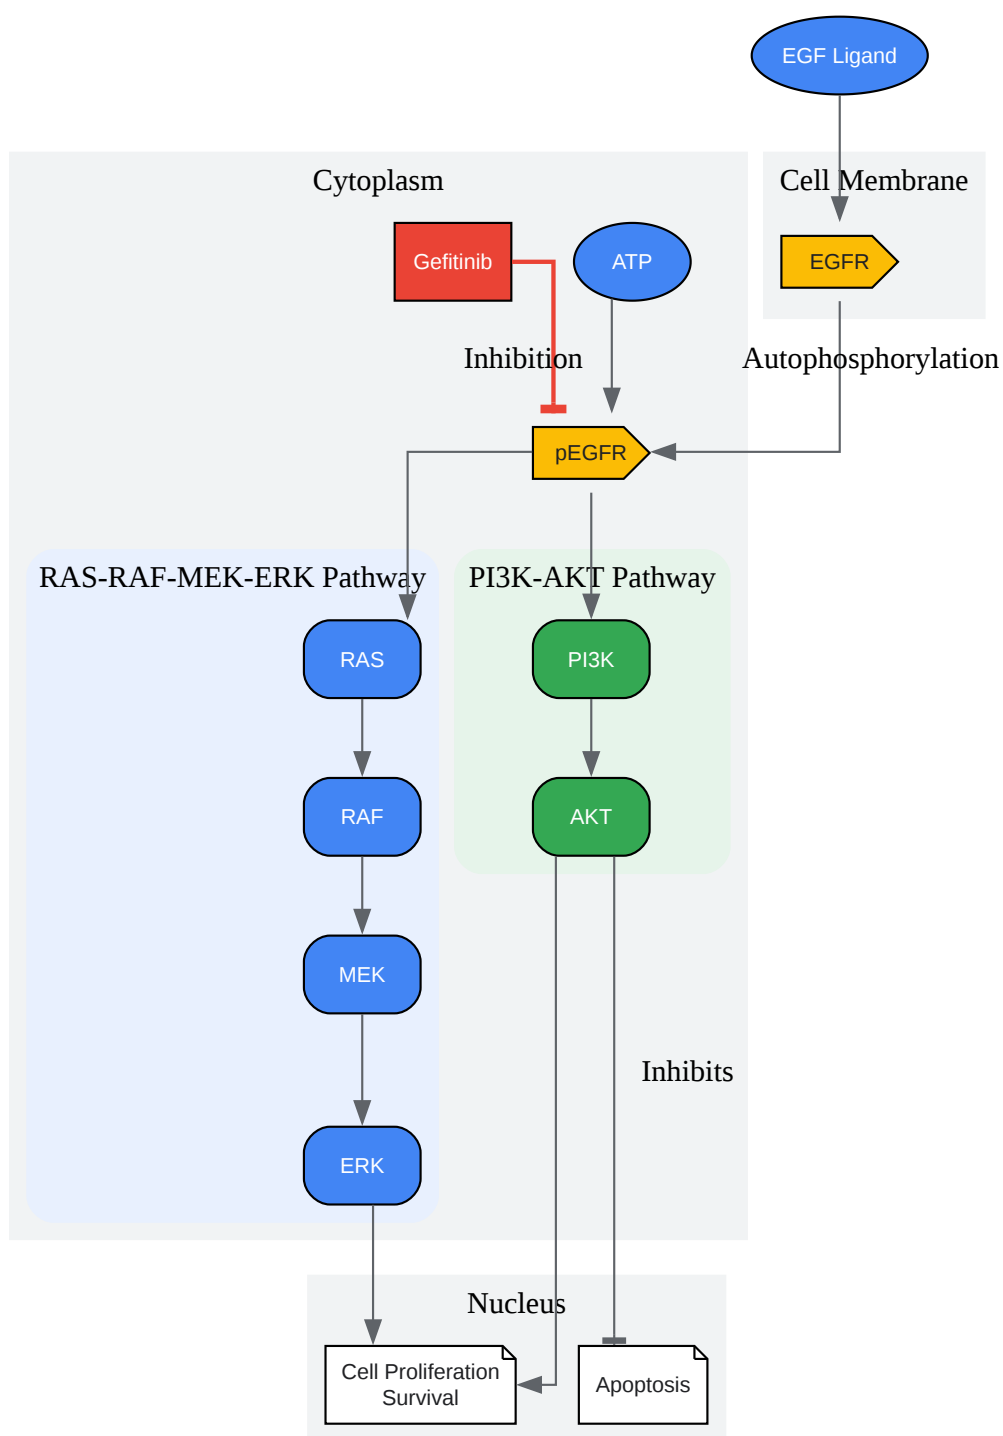 EGF Ligand
Cytoplasm
Cell Membrane
Gefitinib
ATP
EGFR
Inhibition
Autophosphorylation
pEGFR
RAS-RAF-MEK-ERK Pathway
PI3K-AKT Pathway
RAS
PI3K
RAF
AKT
MEK
Inhibits
ERK
Nucleus
Cell Proliferation
Survival
Apoptosis